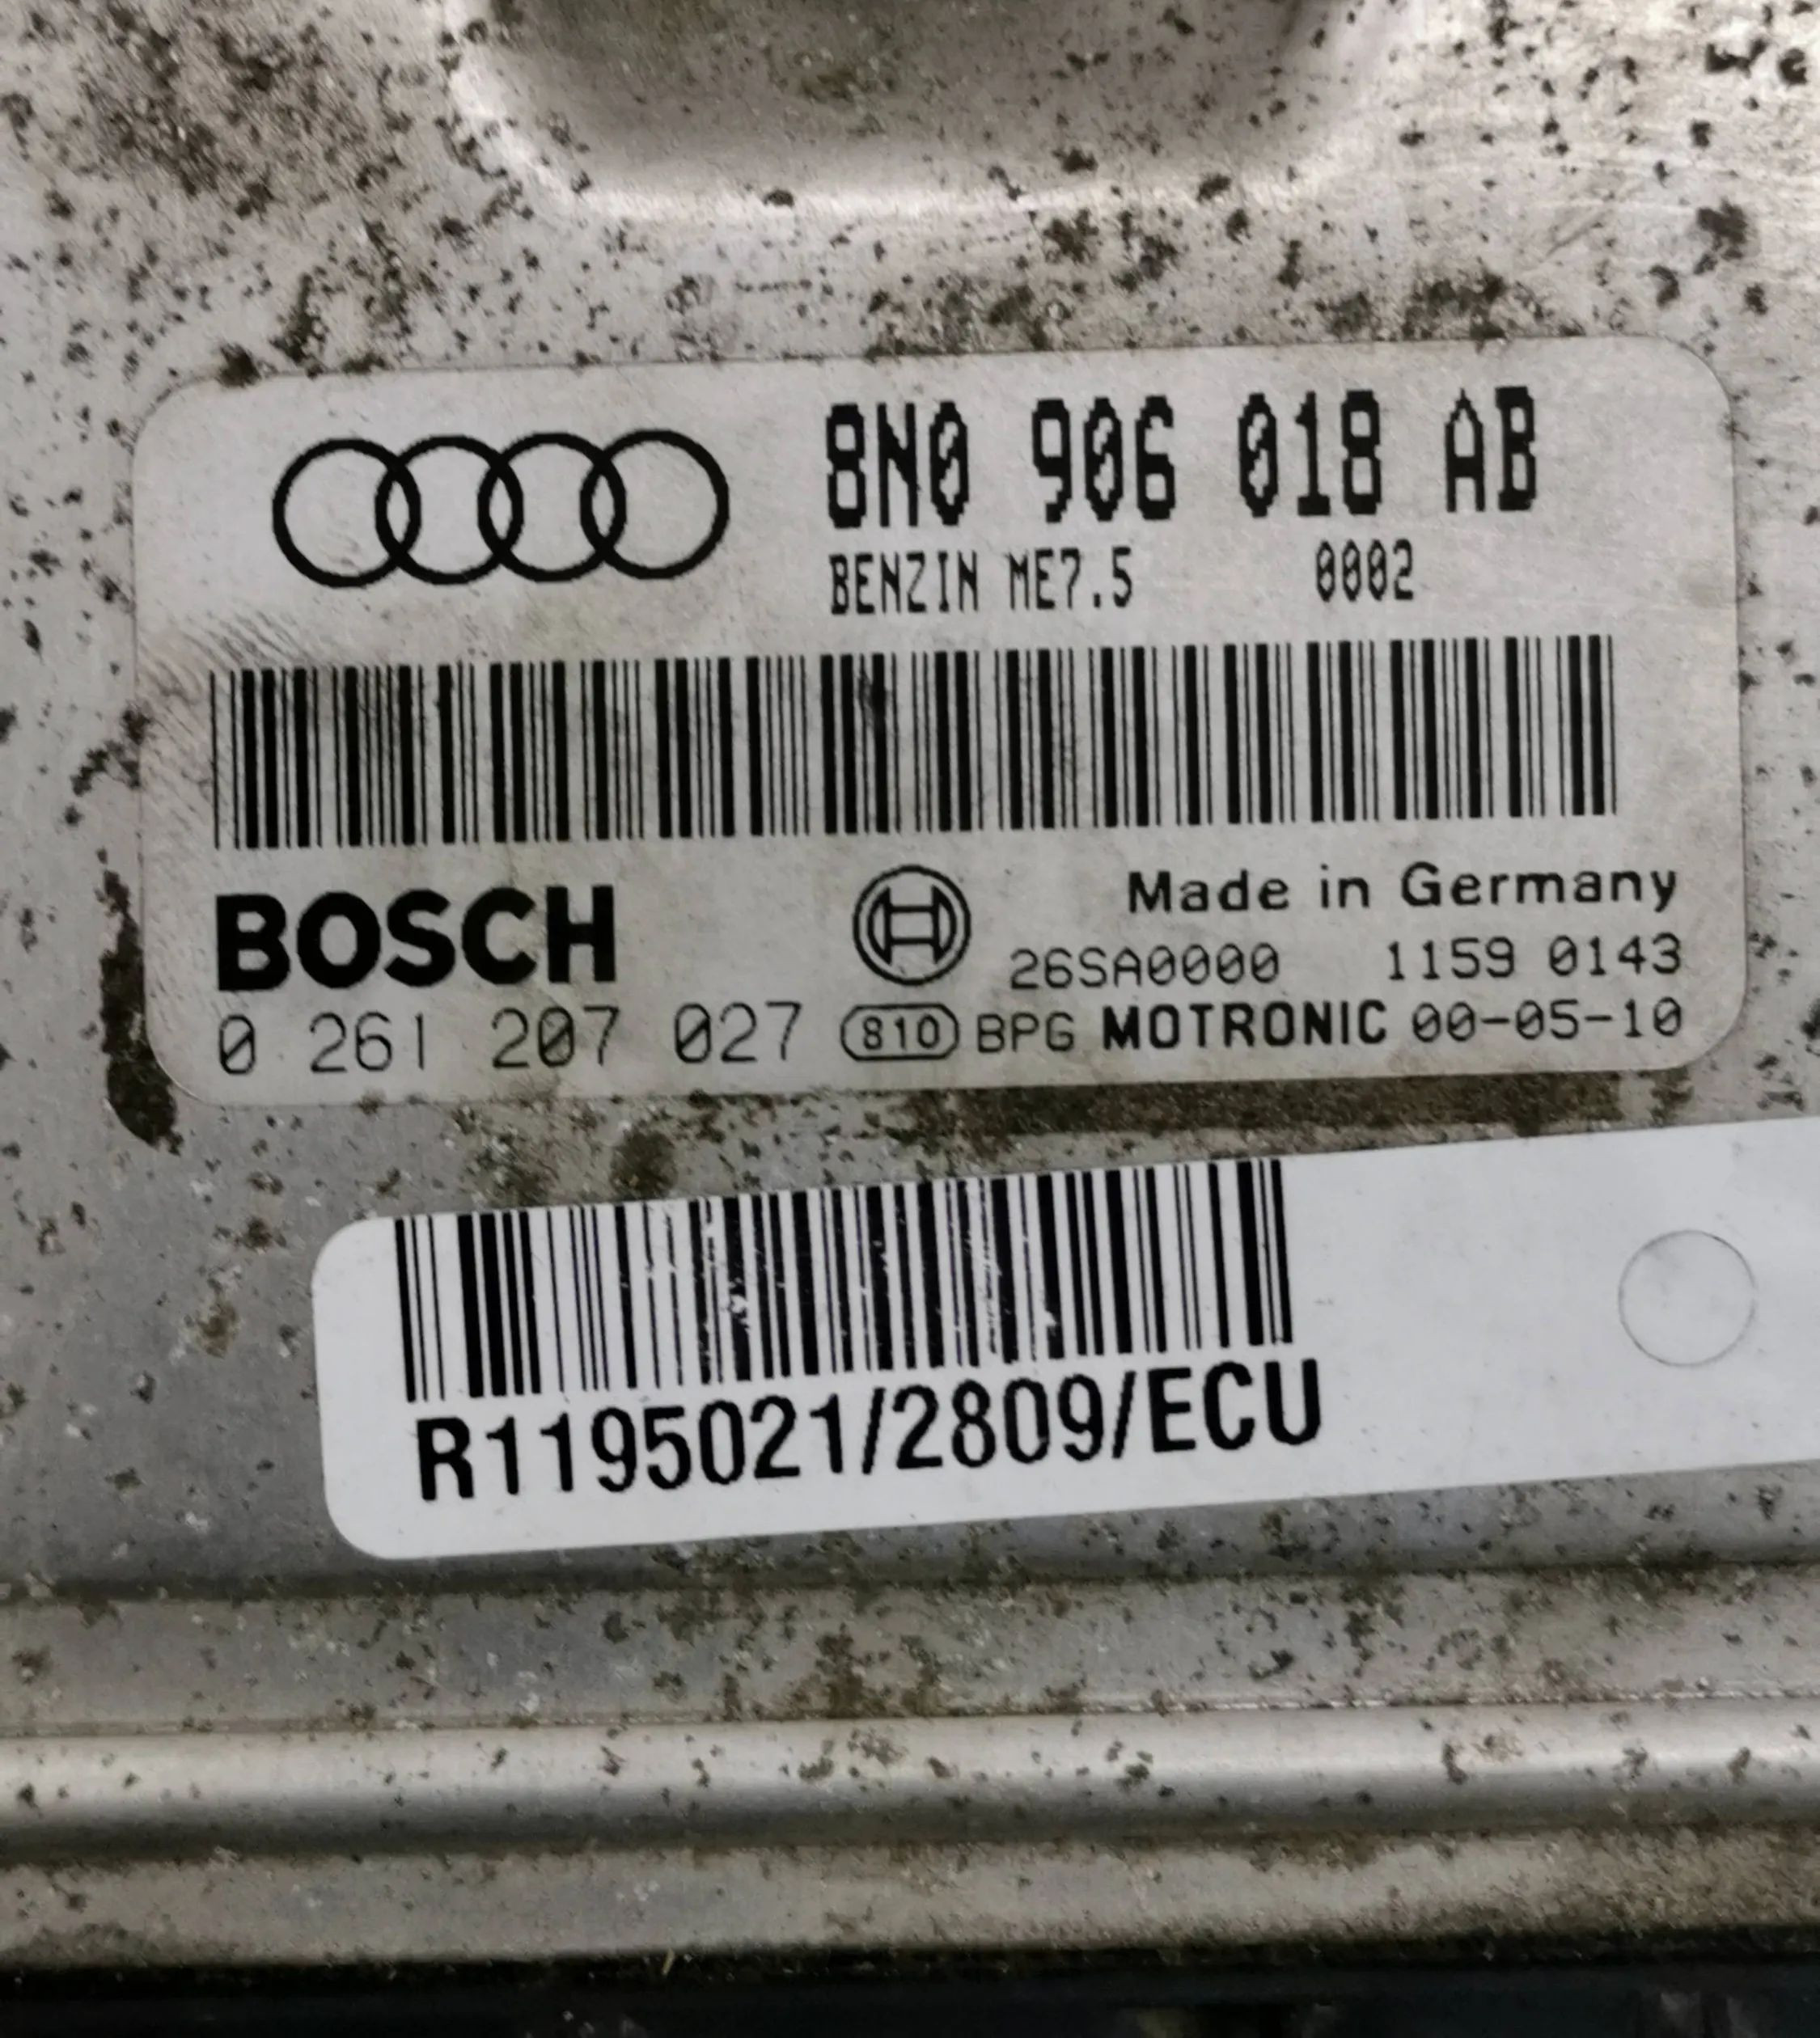 8N0 906 018 AB
BENZIN ME7.5 0002
BOSCH
Made in Germany
26SA0000 1159 0143
0 261 207 027 810 BPG MOTRONIC 00-05-10
R1195021/2809/ECU